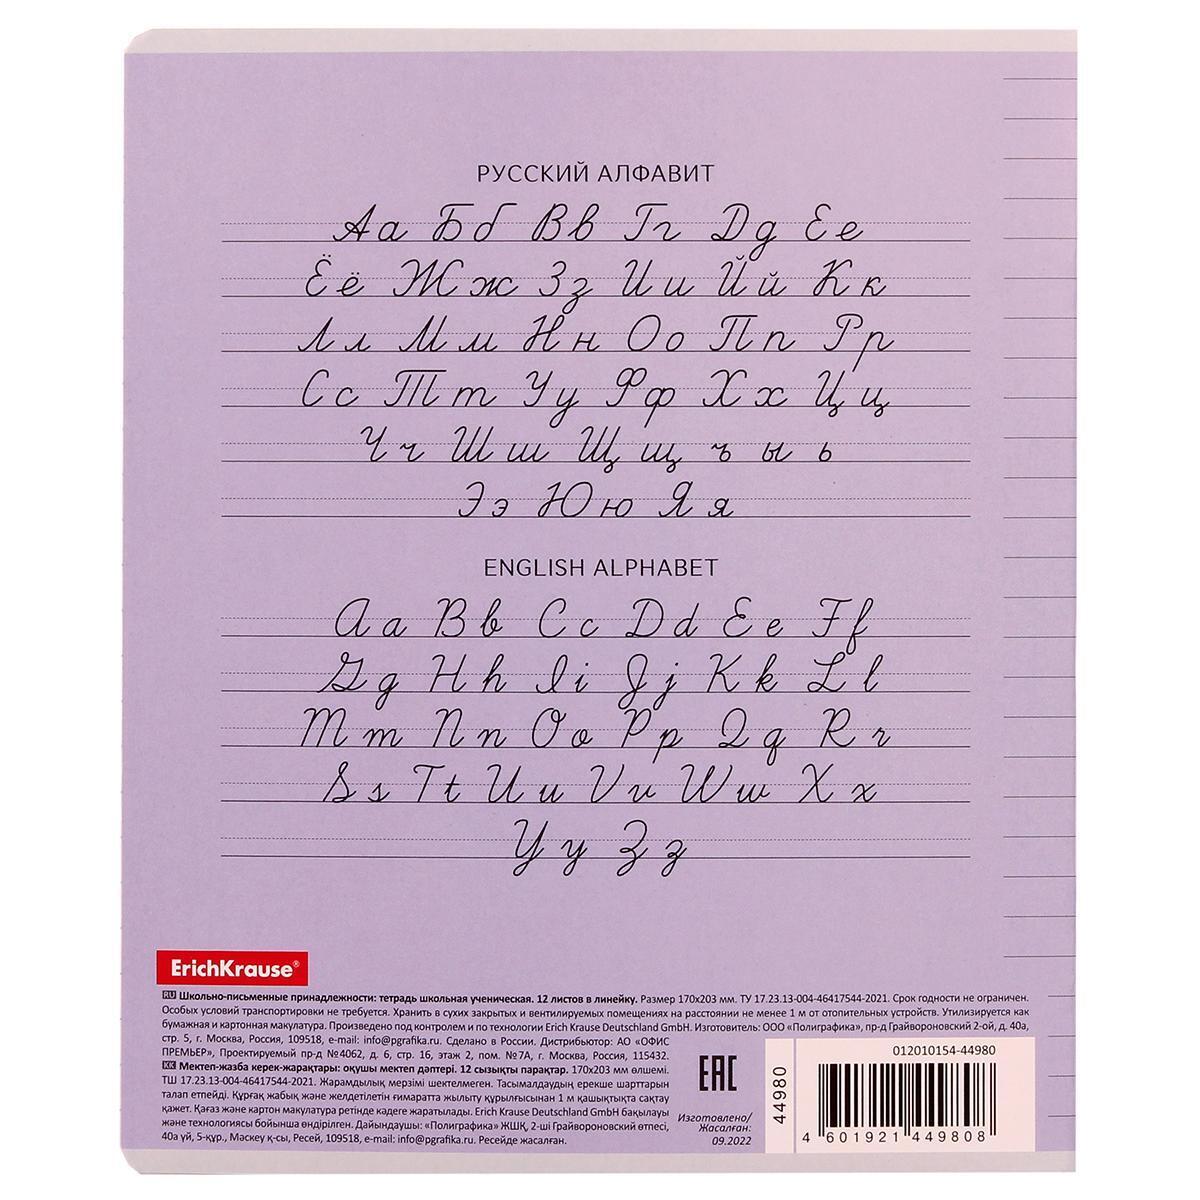 РУССКИЙ АЛФАВИТ
Аа Бб Вв Гг Дд Ее
Ёё Жж Зз Ии Йй Кк
Лл Мм Нн Оо Пп Рр
Сс Тт Уу Фф Хх Цц
Чч Шш Щщ ъ ы ь
Ээ Юю Яя
ENGLISH ALPHABET
Aa Bb Cc Dd Ee Ff
Gg Hh Ii Jj Kk Ll
Mm Nn Oo Pp Qq Rr
Ss Tt Uu Vv Ww Xx
Yy Zz
ErichKrause®
RU Школьно-письменные принадлежности: тетрадь школьная ученическая. 12 листов в линейку. Размер 170x203 мм. ТУ 17.23.13-004-46417544-2021. Срок годности не ограничен.
Особых условий транспортировки не требуется. Хранить в сухих закрытых и вентилируемых помещениях на расстоянии не менее 1 м от отопительных устройств. Утилизируется как
бумажная и картонная макулатура. Произведено под контролем и по технологии Erich Krause Deutschland GmbH. Изготовитель: ООО «Полиграфика», пр-д Грайвороновский 2-ой, д. 40а,
стр. 5, г. Москва, Россия, 109518, e-mail: info@pgrafika.ru. Сделано в России. Дистрибьютор: АО «ОФИС
ПРЕМЬЕР», Проектируемый пр-д №4062, д. 6, стр. 16, этаж 2, пом. №7А, г. Москва, Россия, 115432.
KK Мектеп-жазба керек-жарақтары: оқушы мектеп дәптері. 12 сызықты парақтар. 170x203 мм өлшемі.
ТШ 17.23.13-004-46417544-2021. Жарамдылық мерзімі шектелмеген. Тасымалдаудың ерекше шарттарын
талап етпейді. Құрғақ жабық және желдетілетін ғимаратта жылыту құрылғысынан 1 м қашықтықта сақтау
қажет. Қағаз және картон макулатура ретінде кәдеге жаратылады. Erich Krause Deutschland GmbH бақылауы
және технологиясы бойынша өндірілген. Дайындаушы: «Полиграфика» ЖШҚ, 2-ші Грайвороновский өтпесі,
40а үй, 5-құр., Мәскеу қ-сы, Ресей, 109518, e-mail: info@pgrafika.ru. Ресейде жасалған.
EAC
Изготовлено/
Жасалған:
09.2022
44980
012010154-44980
4 601921 449808